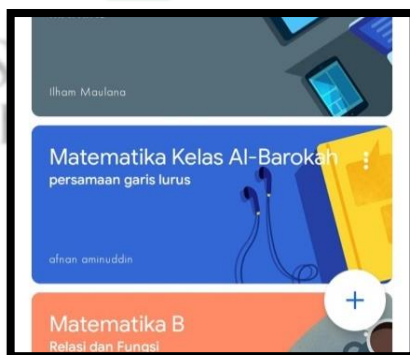 Ilham Maulana
Matematika Kelas Al-Barokah
persamaan garis lurus
afnan aminuddin
Matematika B
Relasi dan Fungsi